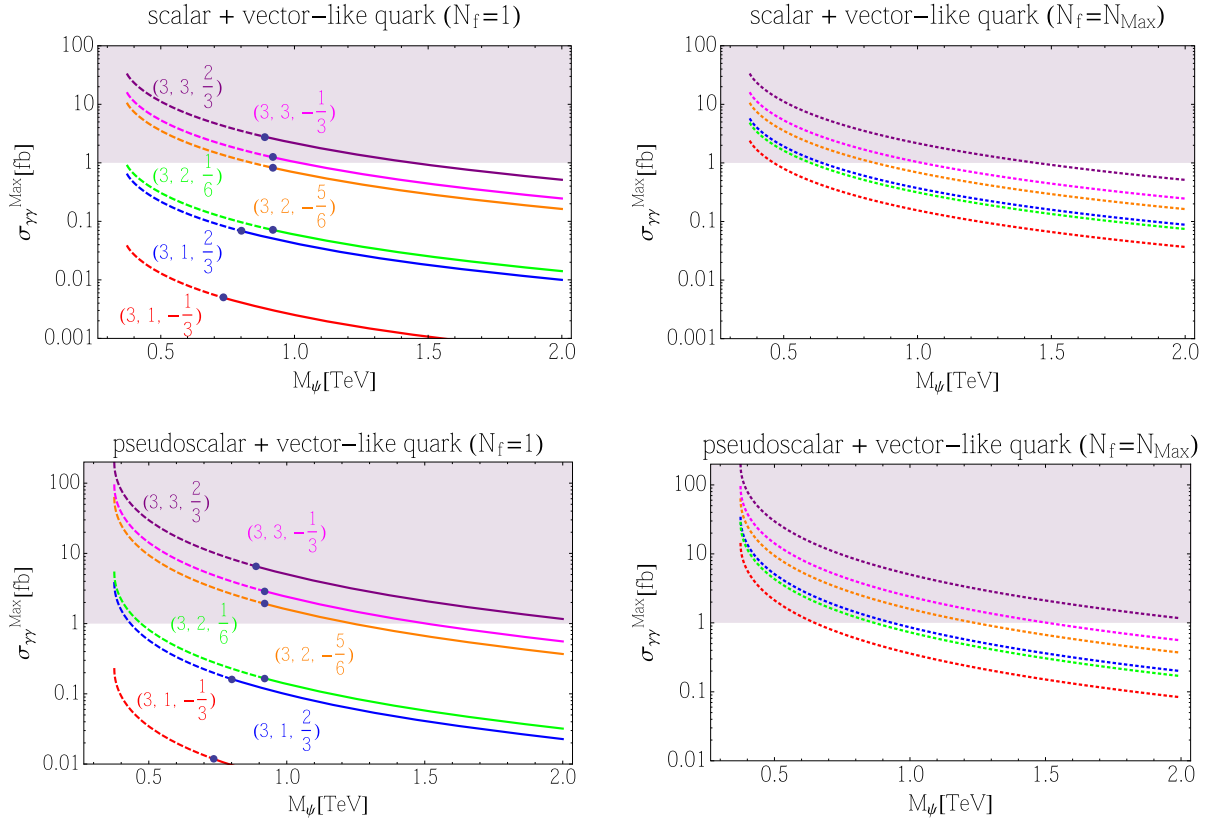 scalar + vector-like quark (N_f=1)
100
10
1
0.1
0.01
0.001
σ_γγ^Max[fb]
(3, 3, 2/3)
(3, 3, -1/3)
(3, 2, 1/6)
(3, 2, -5/6)
(3, 1, 2/3)
(3, 1, -1/3)
0.5 1.0 1.5 2.0
M_ψ[TeV]
scalar + vector-like quark (N_f=N_Max)
100
10
1
0.1
0.01
0.001
σ_γγ^Max[fb]
0.5 1.0 1.5 2.0
M_ψ[TeV]
pseudoscalar + vector-like quark (N_f=1)
100
10
1
0.1
0.01
σ_γγ^Max[fb]
(3, 3, 2/3)
(3, 3, -1/3)
(3, 2, 1/6)
(3, 2, -5/6)
(3, 1, -1/3)
(3, 1, 2/3)
0.5 1.0 1.5 2.0
M_ψ[TeV]
pseudoscalar + vector-like quark (N_f=N_Max)
100
10
1
0.1
0.01
σ_γγ^Max[fb]
0.5 1.0 1.5 2.0
M_ψ[TeV]